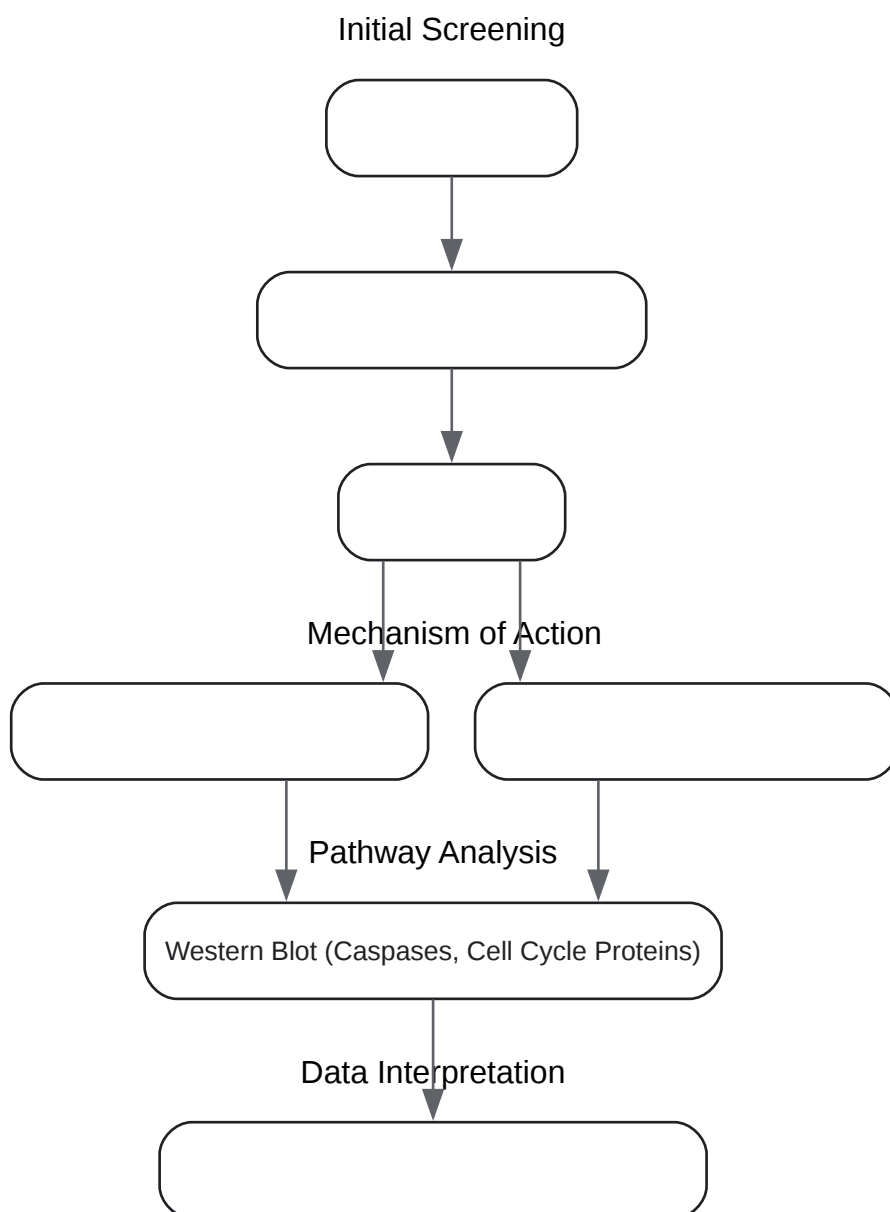 Initial Screening
Mechanism of Action
Pathway Analysis
Western Blot (Caspases, Cell Cycle Proteins)
Data Interpretation